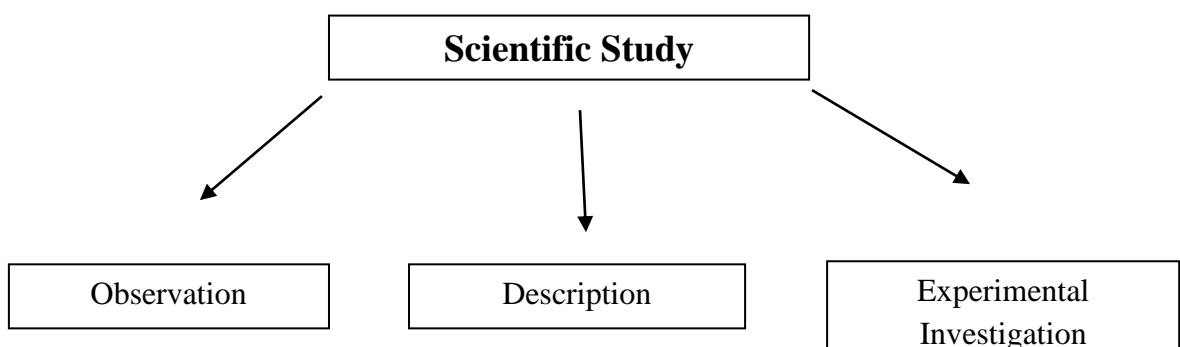 Scientific Study
Observation
Description
Experimental
Investigation